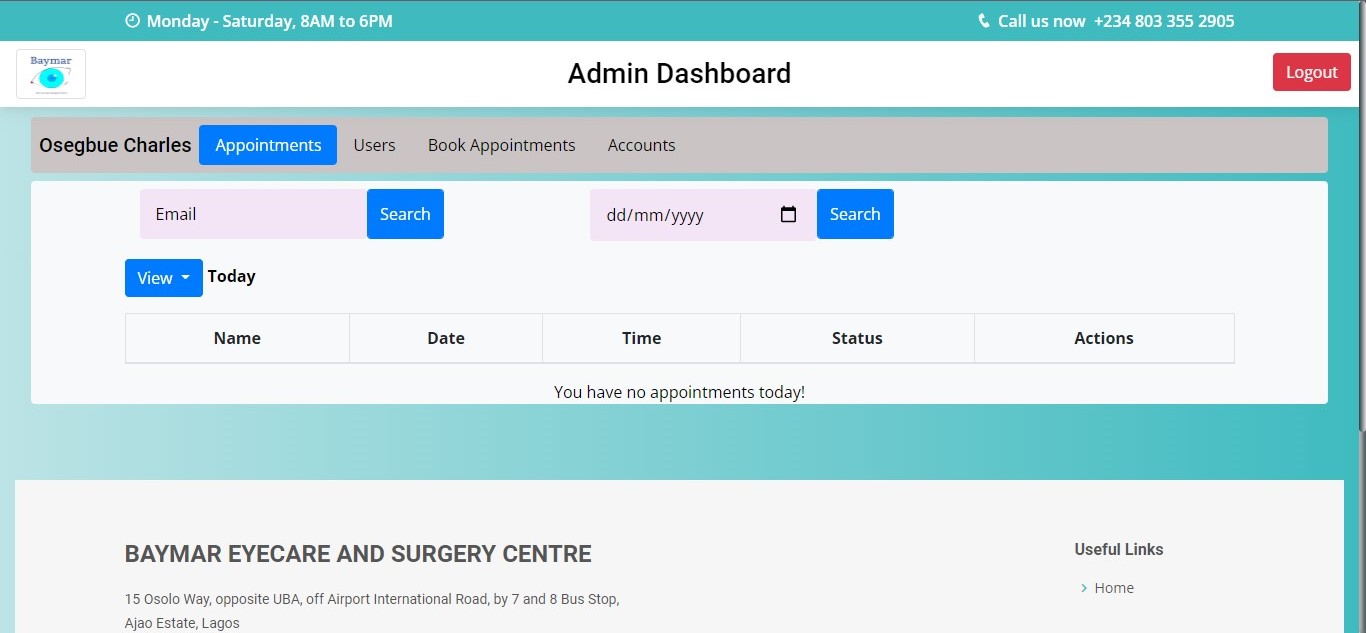 Monday - Saturday, 8AM to 6PM
Call us now +234 803 355 2905
Baymar
Admin Dashboard
Logout
Osegbue Charles
Appointments
Users
Book Appointments
Accounts
Email
Search
dd/mm/yyyy
Search
View
Today
Name
Date
Time
Status
Actions
You have no appointments today!
BAYMAR EYECARE AND SURGERY CENTRE
Useful Links
Home
15 Osolo Way, opposite UBA, off Airport International Road, by 7 and 8 Bus Stop,
Ajao Estate, Lagos